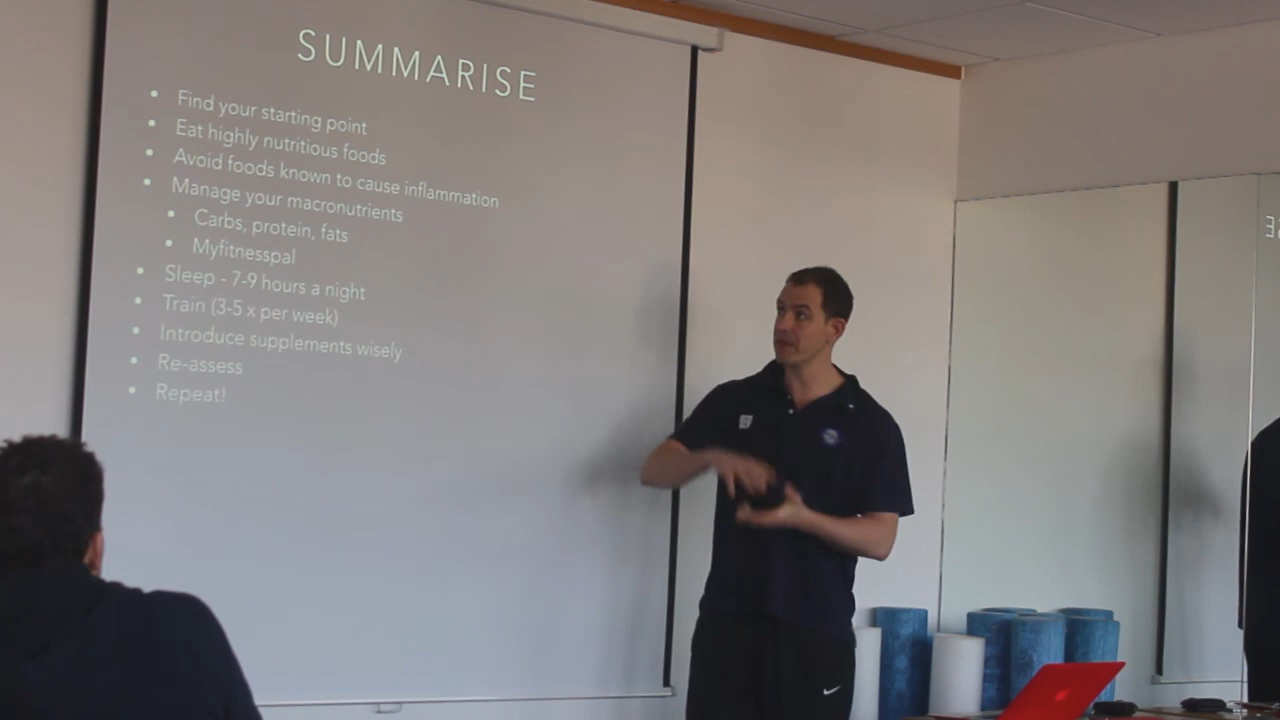 SUMMARISE
• Find your starting point
• Eat highly nutritious foods
• Avoid foods known to cause inflammation
• Manage your macronutrients
• Carbs, protein, fats
• Myfitnesspal
• Sleep - 7-9 hours a night
• Train (3-5 x per week)
• Introduce supplements wisely
• Re-assess
• Repeat!